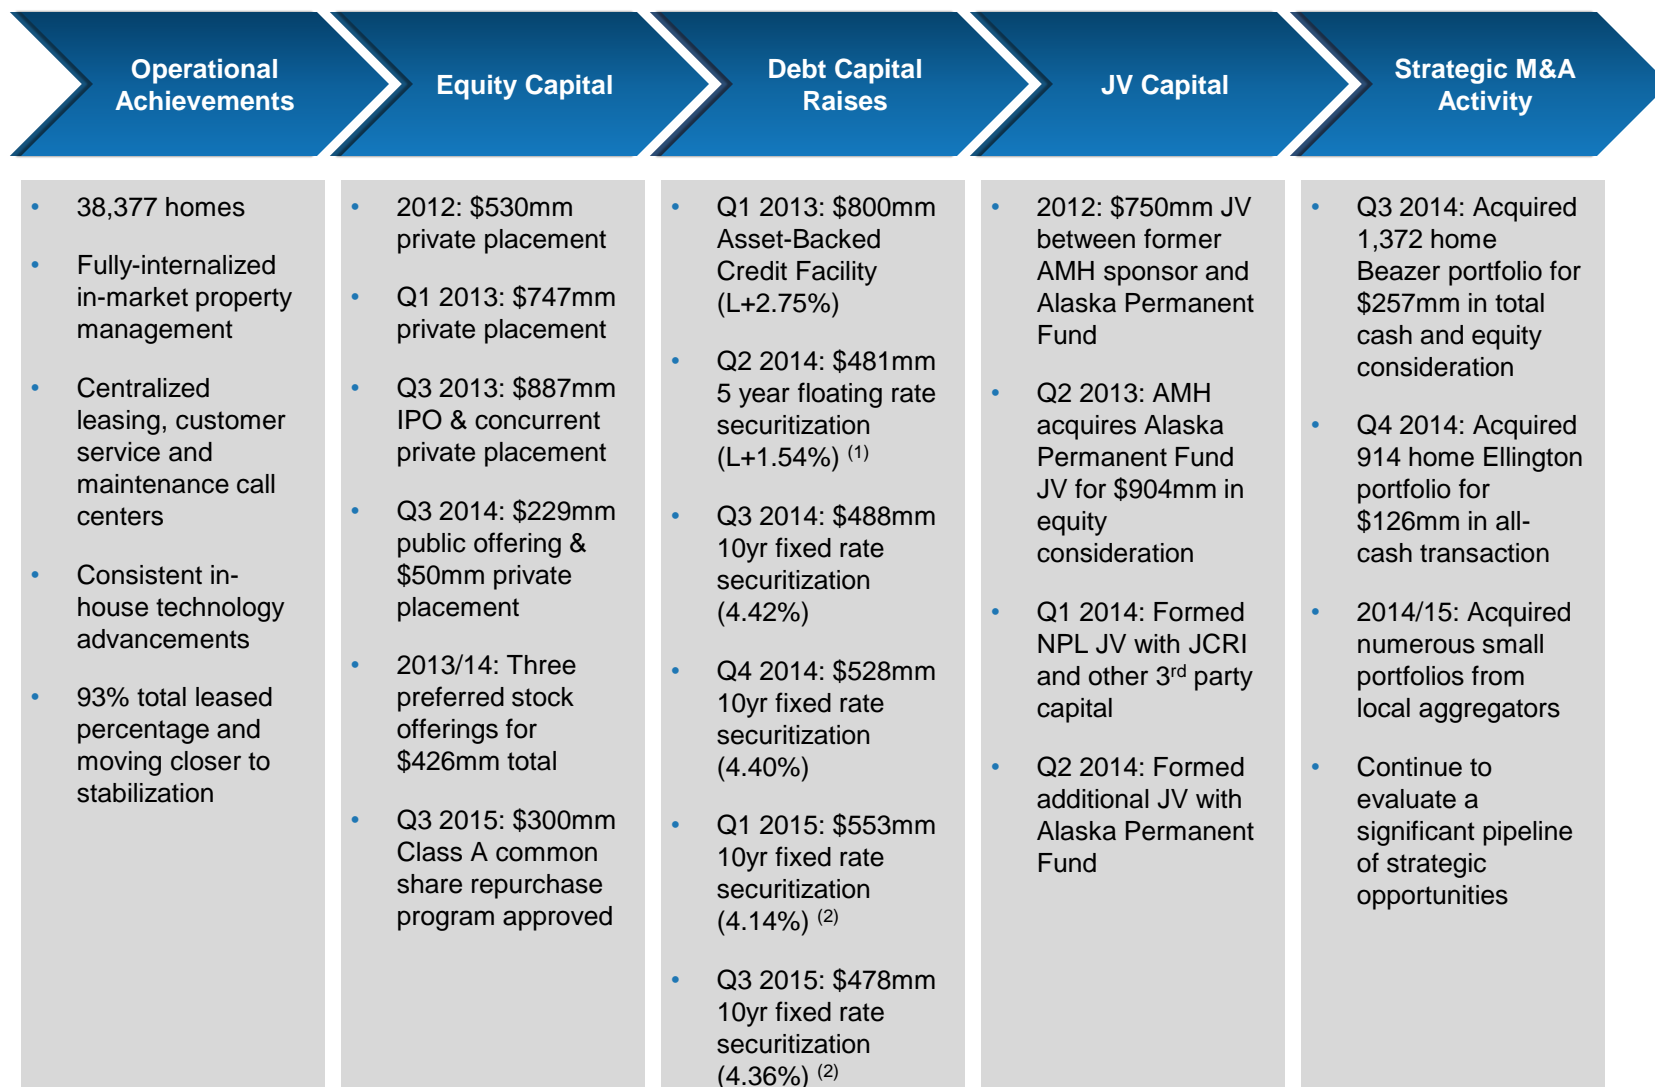 Operational
Achievements
Equity Capital
Debt Capital
Raises
JV Capital
Strategic M&A
Activity
• 38,377 homes
• Fully-internalized
in-market property
management
• Centralized
leasing, customer
service and
maintenance call
centers
• Consistent in-
house technology
advancements
• 93% total leased
percentage and
moving closer to
stabilization
• 2012: $530mm
private placement
• Q1 2013: $747mm
private placement
• Q3 2013: $887mm
IPO & concurrent
private placement
• Q3 2014: $229mm
public offering &
$50mm private
placement
• 2013/14: Three
preferred stock
offerings for
$426mm total
• Q3 2015: $300mm
Class A common
share repurchase
program approved
• Q1 2013: $800mm
Asset-Backed
Credit Facility
(L+2.75%)
• Q2 2014: $481mm
5 year floating rate
securitization
(L+1.54%) (1)
• Q3 2014: $488mm
10yr fixed rate
securitization
(4.42%)
• Q4 2014: $528mm
10yr fixed rate
securitization
(4.40%)
• Q1 2015: $553mm
10yr fixed rate
securitization
(4.14%) (2)
• Q3 2015: $478mm
10yr fixed rate
securitization
(4.36%) (2)
• 2012: $750mm JV
between former
AMH sponsor and
Alaska Permanent
Fund
• Q2 2013: AMH
acquires Alaska
Permanent Fund
JV for $904mm in
equity
consideration
• Q1 2014: Formed
NPL JV with JCRI
and other 3rd party
capital
• Q2 2014: Formed
additional JV with
Alaska Permanent
Fund
• Q3 2014: Acquired
1,372 home
Beazer portfolio for
$257mm in total
cash and equity
consideration
• Q4 2014: Acquired
914 home Ellington
portfolio for
$126mm in all-
cash transaction
• 2014/15: Acquired
numerous small
portfolios from
local aggregators
• Continue to
evaluate a
significant pipeline
of strategic
opportunities